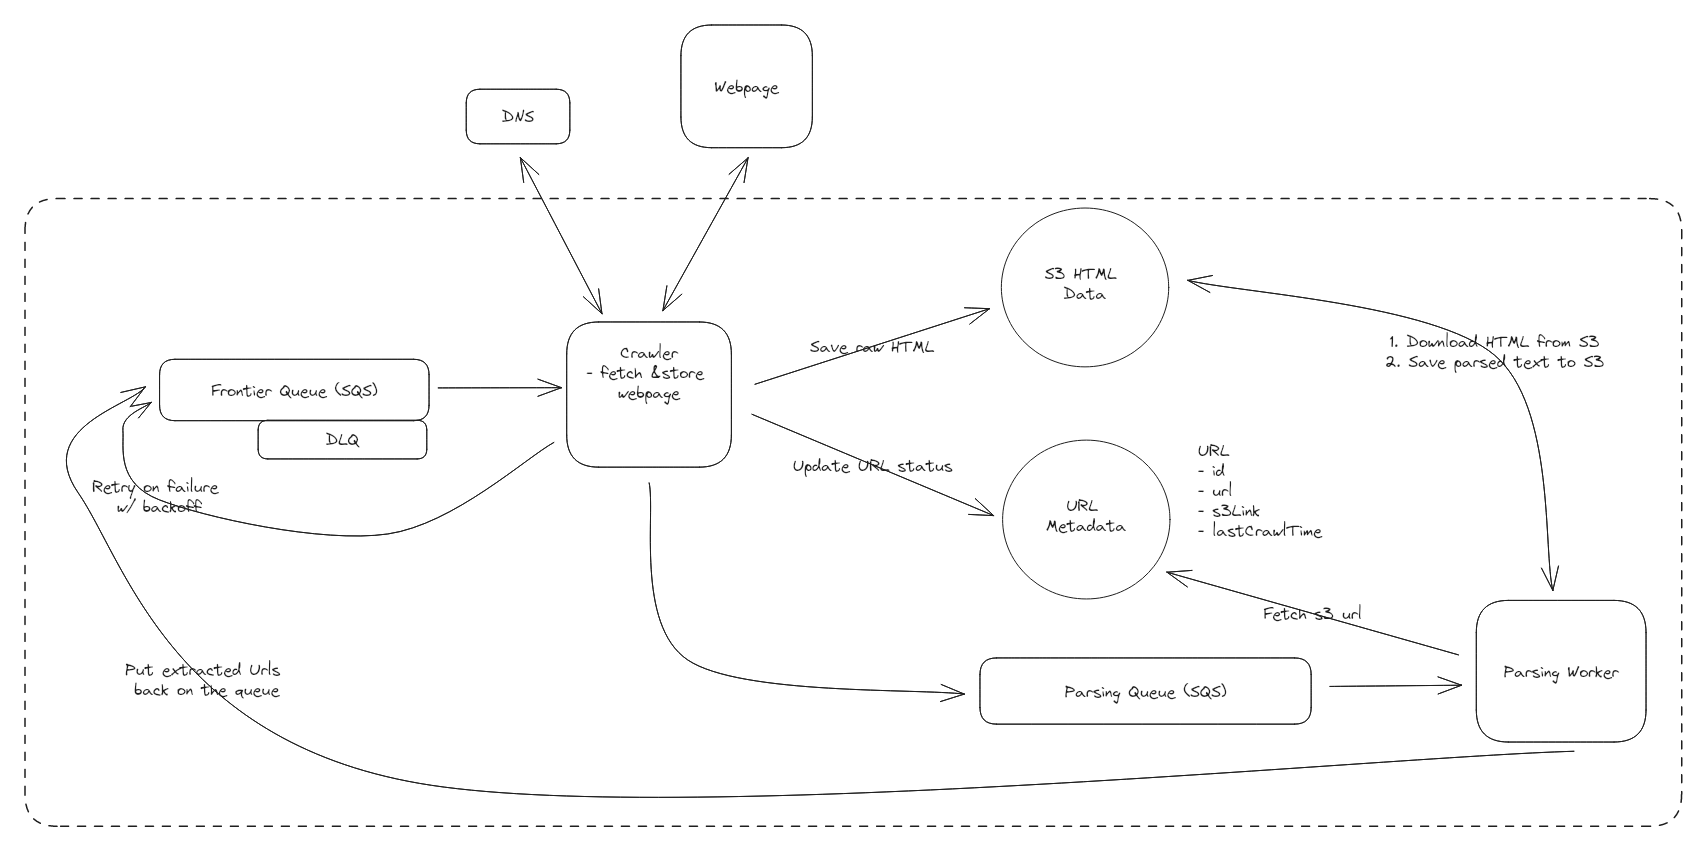 Webpage
DNS
S3 HTML
Data
Crawler
- fetch &store
webpage
Save raw HTML
1. Download HTML from S3
2. Save parsed text to S3
Frontier Queue (SQS)
DLQ
Update URL status
URL
- id
- url
- s3Link
- lastCrawlTime
URL
Metadata
Retry on failure
w/ backoff
Fetch s3 url
Put extracted Urls
back on the queue
Parsing Queue (SQS)
Parsing Worker